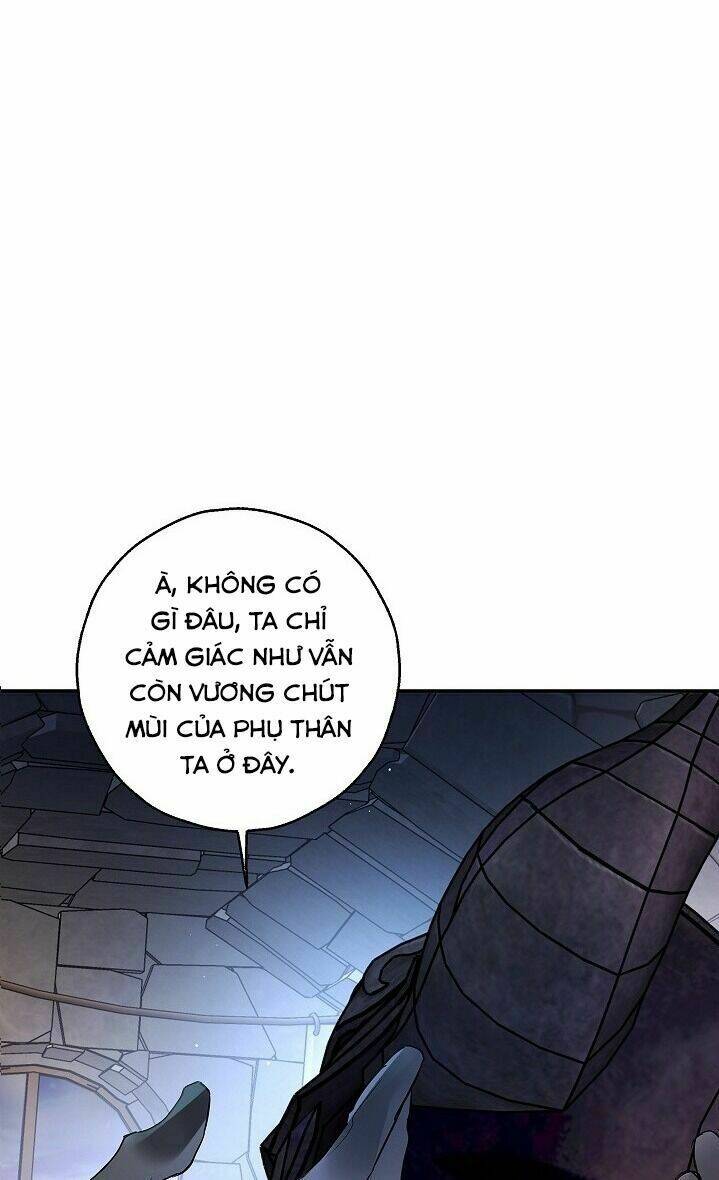 À, KHÔNG CÓ
GÌ ĐÂU, TA CHỈ
CẢM GIÁC NHƯ VẪN
CÒN VƯƠNG CHÚT
MÙI CỦA PHỤ THÂN
TA Ở ĐÂY.